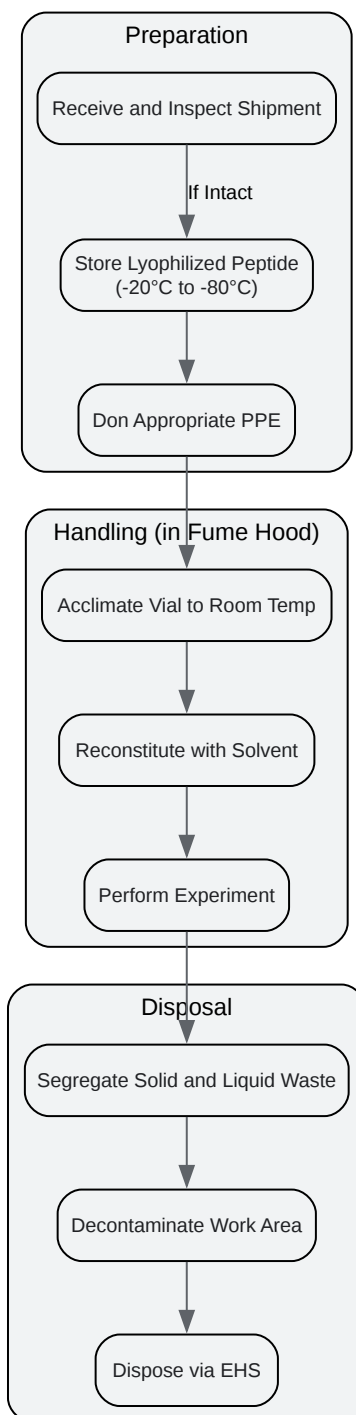 Preparation
Receive and Inspect Shipment
If Intact
Store Lyophilized Peptide
(-20°C to -80°C)
Don Appropriate PPE
Handling (in Fume Hood)
Acclimate Vial to Room Temp
Reconstitute with Solvent
Perform Experiment
Disposal
Segregate Solid and Liquid Waste
Decontaminate Work Area
Dispose via EHS